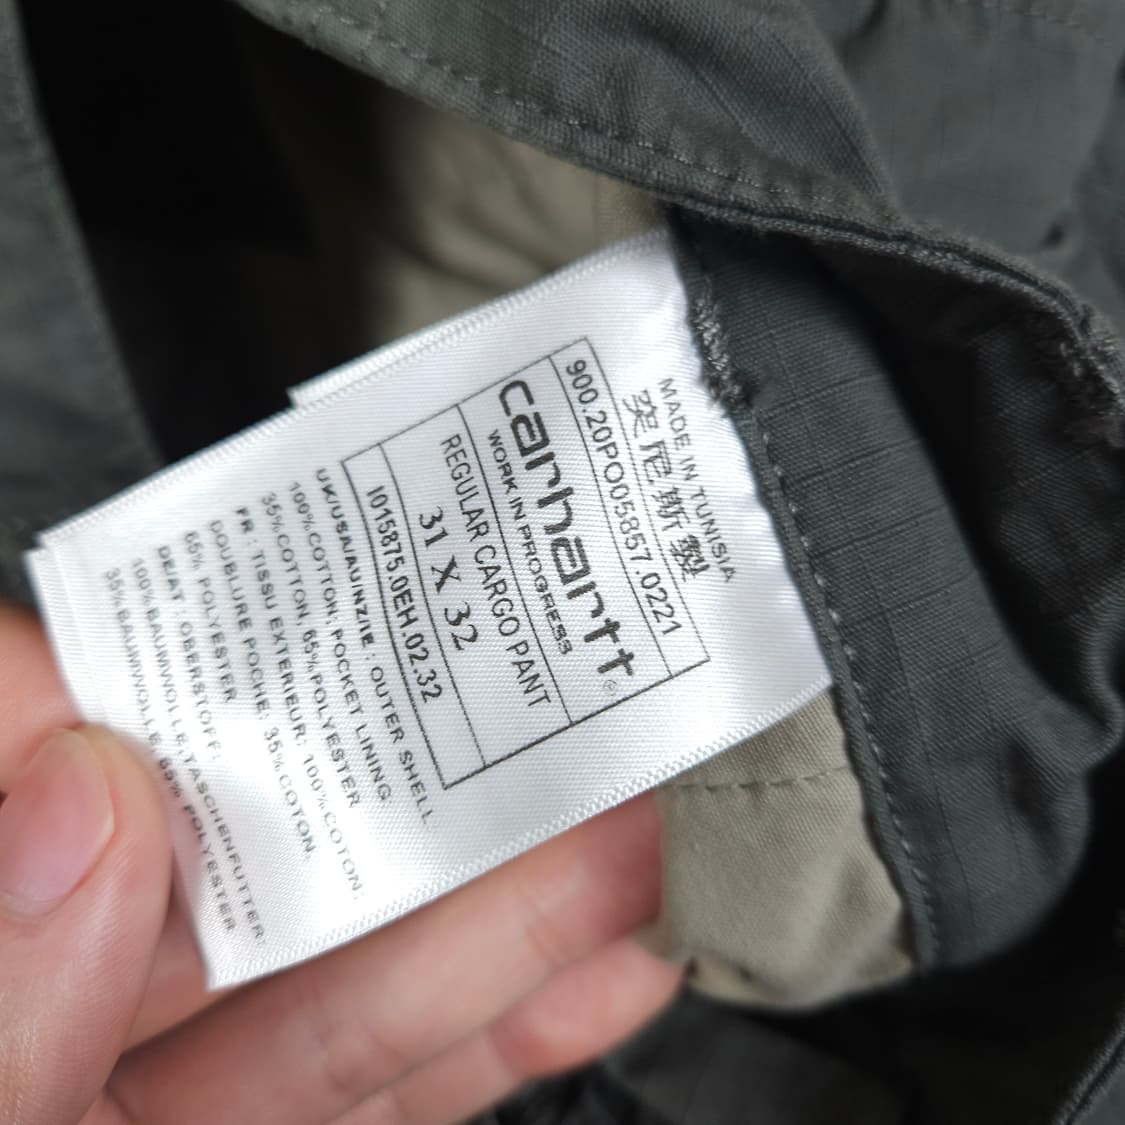 MADE IN TUNISIA
突尼斯製
900.20PO05857.0221
carhartt®
WORK IN PROGRESS
REGULAR CARGO PANT
31 X 32
I015875.0EH.02.32
UK/USA/AU/NZ/IE : OUTER SHELL
100%COTTON; POCKET LINING
35%COTTON, 65%POLYESTER
FR : TISSU EXTERIEUR: 100%COTON;
DOUBLURE POCHE: 35%COTON,
65% POLYESTER
DE/AT : OBERSTOFF:
100%BAUMWOLLE;TASCHENFUTTER:
35%BAUMWOLLE, 65% POLYESTER